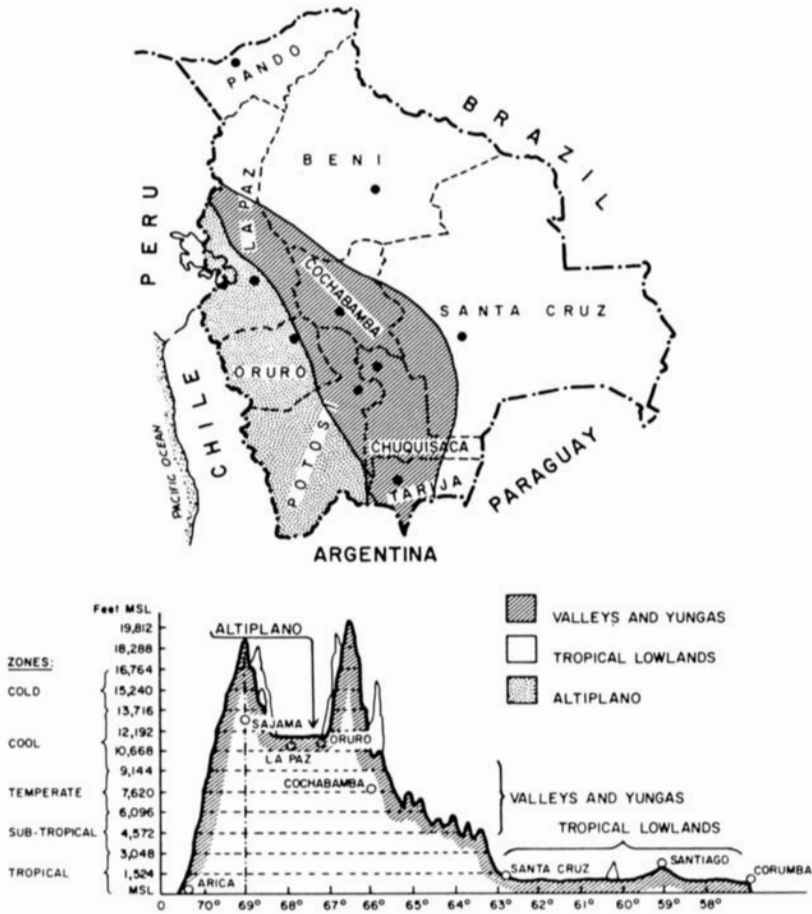 PANDO
BRAZIL
BENI
LA PAZ
PERU
COCHABAMBA
SANTA CRUZ
ORURO
CHILE
POTOSI
CHUQUISACA
TARIJA
PARAGUAY
PACIFIC OCEAN
ARGENTINA
VALLEYS AND YUNGAS
TROPICAL LOWLANDS
ALTIPLANO
Feet MSL
19,812
18,288
16,764
15,240
13,716
12,192
10,668
9,144
7,620
6,096
4,572
3,048
1,524
MSL
ZONES:
COLD
COOL
TEMPERATE
SUB-TROPICAL
TROPICAL
ALTIPLANO
SAJAMA
LA PAZ
ORURO
COCHABAMBA
VALLEYS AND YUNGAS
TROPICAL LOWLANDS
ARICA
SANTA CRUZ
SANTIAGO
CORUMBA
0 70° 69° 68° 67° 66° 65° 64° 63° 62° 61° 60° 59° 58°